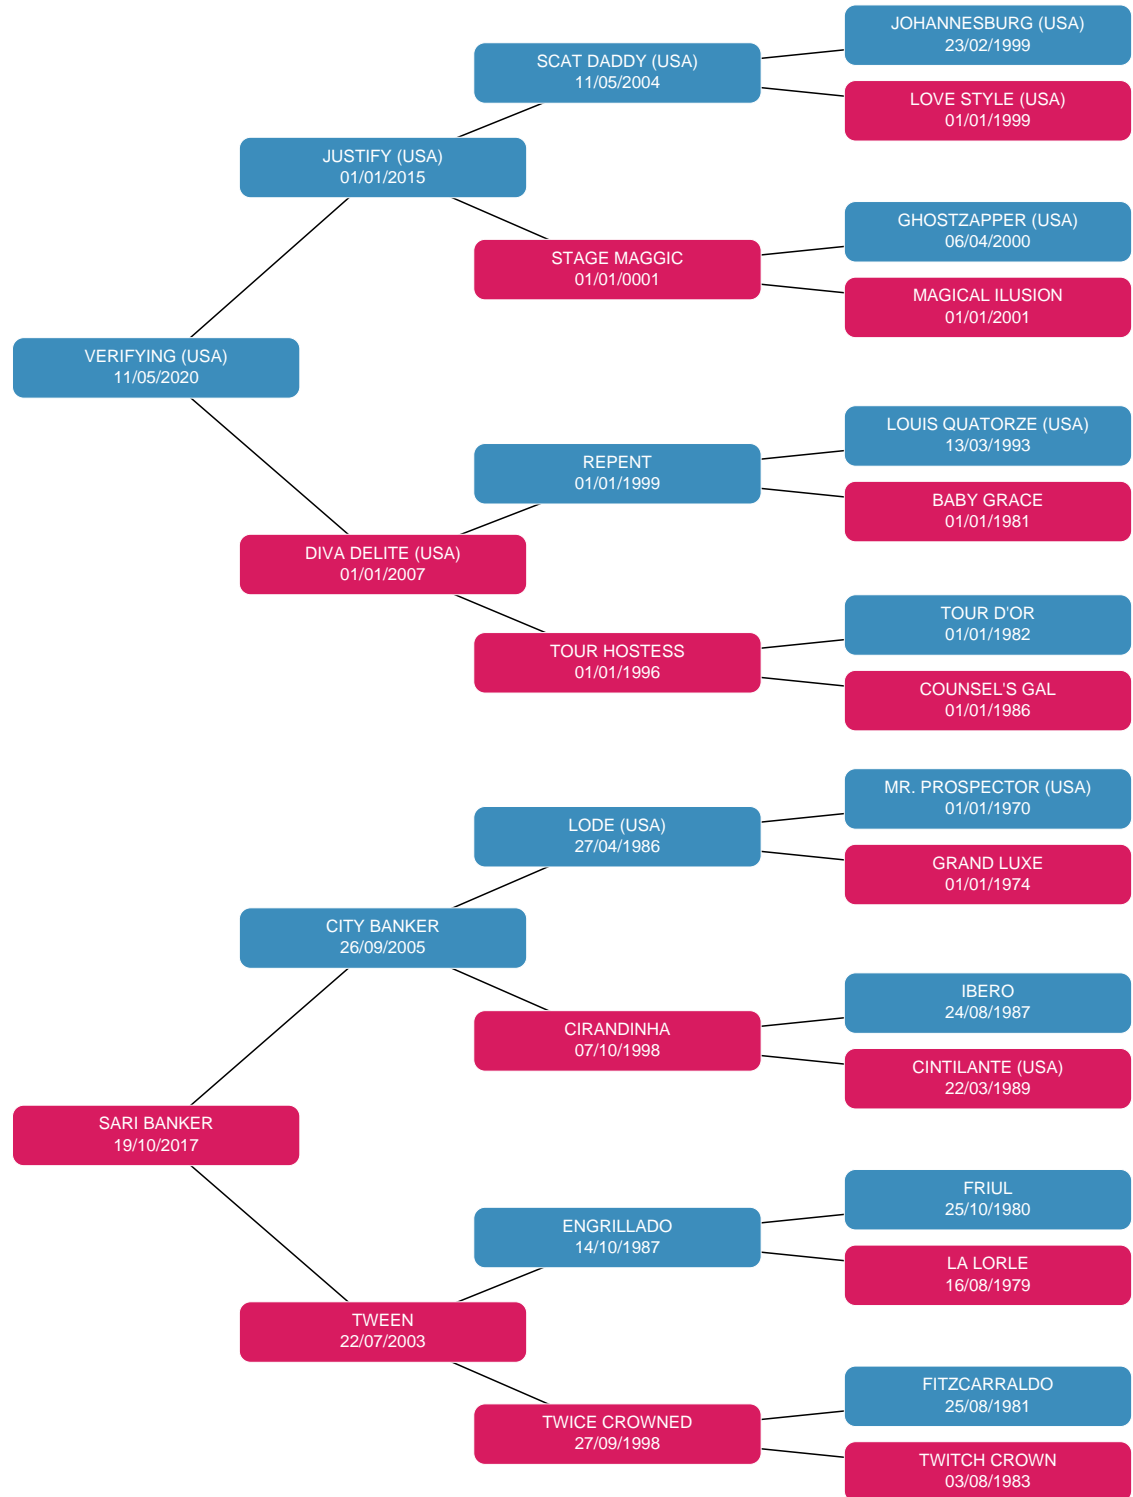 JOHANNESBURG (USA)
23/02/1999
SCAT DADDY (USA)
11/05/2004
LOVE STYLE (USA)
01/01/1999
JUSTIFY (USA)
01/01/2015
GHOSTZAPPER (USA)
06/04/2000
STAGE MAGGIC
01/01/0001
MAGICAL ILUSION
01/01/2001
VERIFYING (USA)
11/05/2020
LOUIS QUATORZE (USA)
13/03/1993
REPENT
01/01/1999
BABY GRACE
01/01/1981
DIVA DELITE (USA)
01/01/2007
TOUR D'OR
01/01/1982
TOUR HOSTESS
01/01/1996
COUNSEL'S GAL
01/01/1986
MR. PROSPECTOR (USA)
01/01/1970
LODE (USA)
27/04/1986
GRAND LUXE
01/01/1974
CITY BANKER
26/09/2005
IBERO
24/08/1987
CIRANDINHA
07/10/1998
CINTILANTE (USA)
22/03/1989
SARI BANKER
19/10/2017
FRIUL
25/10/1980
ENGRILLADO
14/10/1987
LA LORLE
16/08/1979
TWEEN
22/07/2003
FITZCARRALDO
25/08/1981
TWICE CROWNED
27/09/1998
TWITCH CROWN
03/08/1983